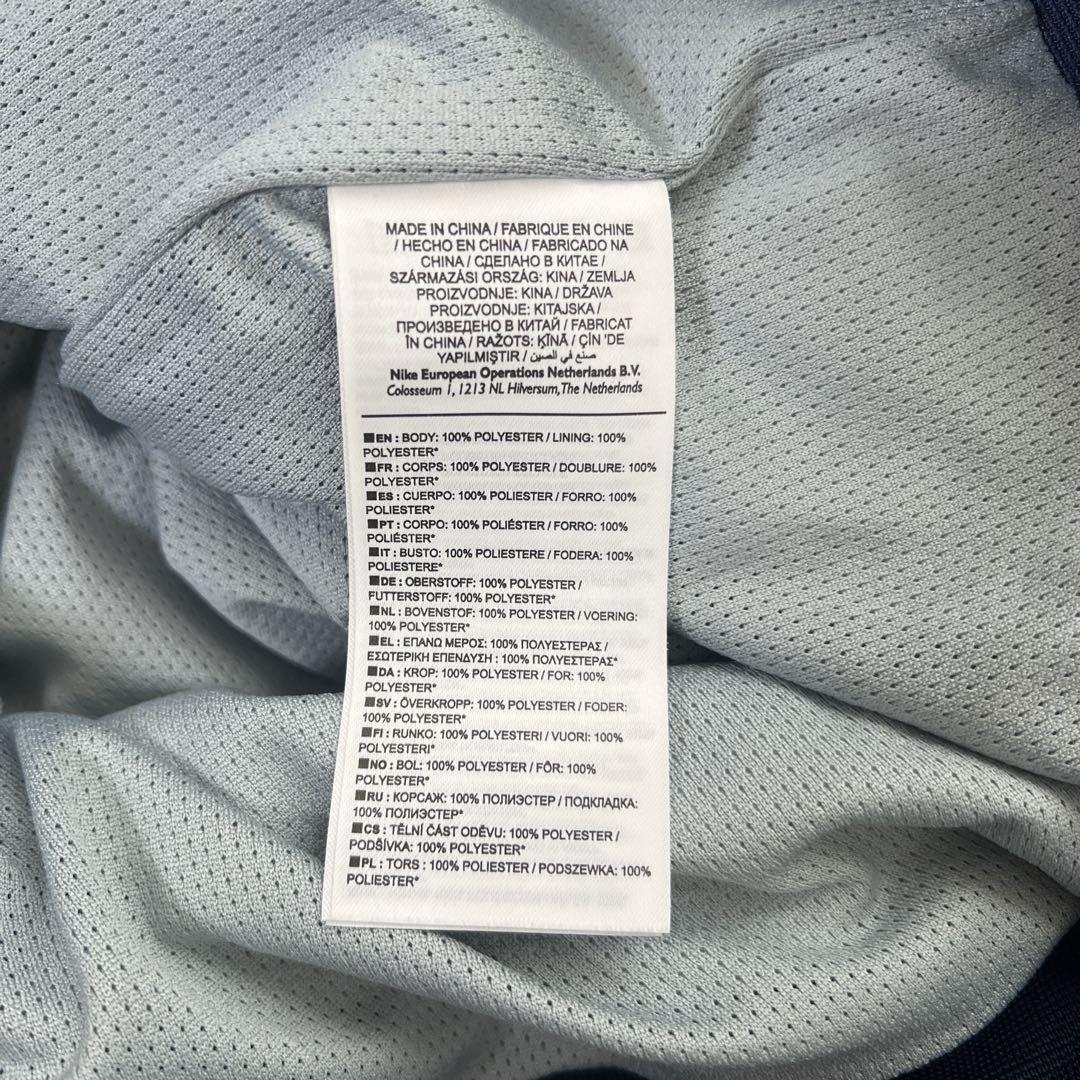 MADE IN CHINA / FABRIQUE EN CHINE
/ HECHO EN CHINA / FABRICADO NA
CHINA / СДЕЛАНО В КИТАЕ /
SZÁRMAZÁSI ORSZÁG: KINA / ZEMLJA
PROIZVODNJE: KINA / DRŽAVA
PROIZVODNJE: KITAJSKA /
ПРОИЗВЕДЕНО В КИТАЙ / FABRICAT
ÎN CHINA / RAŽOTS: ĶĪNĀ / ÇİN 'DE
YAPILMIŞTIR / صنع في الصين
Nike European Operations Netherlands B.V.
Colosseum 1, 1213 NL Hilversum, The Netherlands
EN : BODY: 100% POLYESTER / LINING: 100%
POLYESTER*
FR : CORPS: 100% POLYESTER / DOUBLURE: 100%
POLYESTER*
ES : CUERPO: 100% POLIESTER / FORRO: 100%
POLIESTER*
PT : CORPO: 100% POLIÉSTER / FORRO: 100%
POLIÉSTER*
IT : BUSTO: 100% POLIESTERE / FODERA: 100%
POLIESTERE*
DE : OBERSTOFF: 100% POLYESTER /
FUTTERSTOFF: 100% POLYESTER*
NL : BOVENSTOF: 100% POLYESTER / VOERING:
100% POLYESTER*
EL : ΕΠΑΝΩ ΜΕΡΟΣ: 100% ΠΟΛΥΕΣΤΕΡΑΣ /
ΕΣΩΤΕΡΙΚΗ ΕΠΕΝΔΥΣΗ : 100% ΠΟΛΥΕΣΤΕΡΑΣ*
DA : KROP: 100% POLYESTER / FOR: 100%
POLYESTER*
SV : ÖVERKROPP: 100% POLYESTER / FODER:
100% POLYESTER*
FI : RUNKO: 100% POLYESTERI / VUORI: 100%
POLYESTERI*
NO : BOL: 100% POLYESTER / FÔR: 100%
POLYESTER*
RU : КОРСАЖ: 100% ПОЛИЭСТЕР / ПОДКЛАДКА:
100% ПОЛИЭСТЕР*
CS : TĚLNÍ ČÁST ODĚVU: 100% POLYESTER /
PODŠÍVKA: 100% POLYESTER*
PL : TORS : 100% POLIESTER / PODSZEWKA: 100%
POLIESTER*